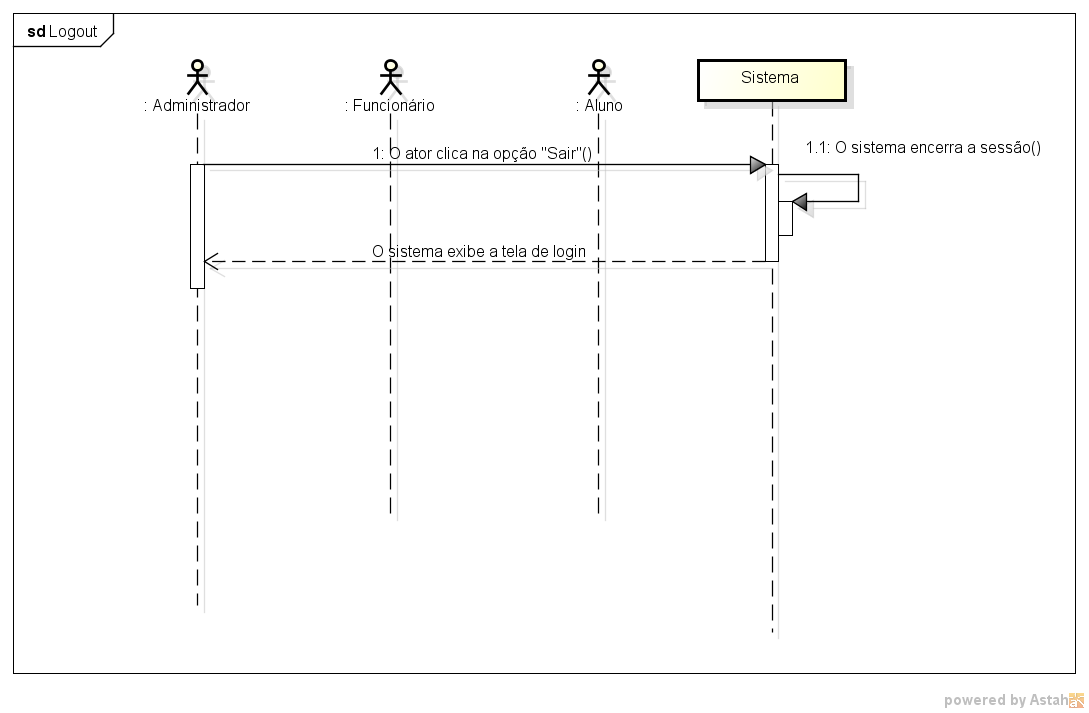 sd Logout
: Administrador
: Funcionário
: Aluno
Sistema
1.1: O sistema encerra a sessão()
1: O ator clica na opção "Sair"()
O sistema exibe a tela de login
powered by Astah